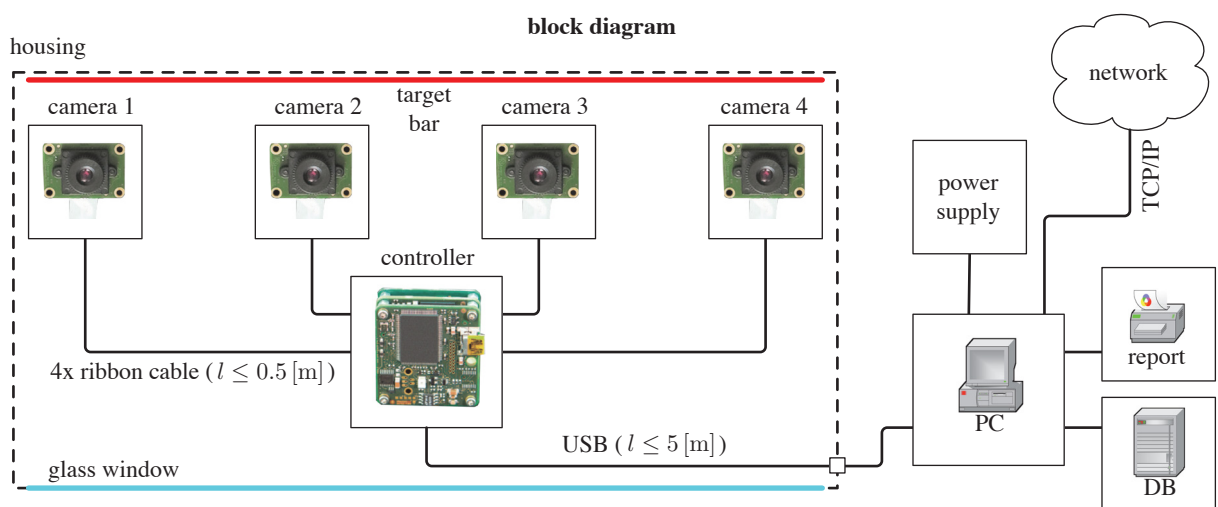 block diagram
housing
network
camera 1
camera 2
target
bar
camera 3
camera 4
TCP/IP
power
supply
controller
report
4x ribbon cable ( l ≤ 0.5 [m] )
PC
USB ( l ≤ 5 [m] )
glass window
DB